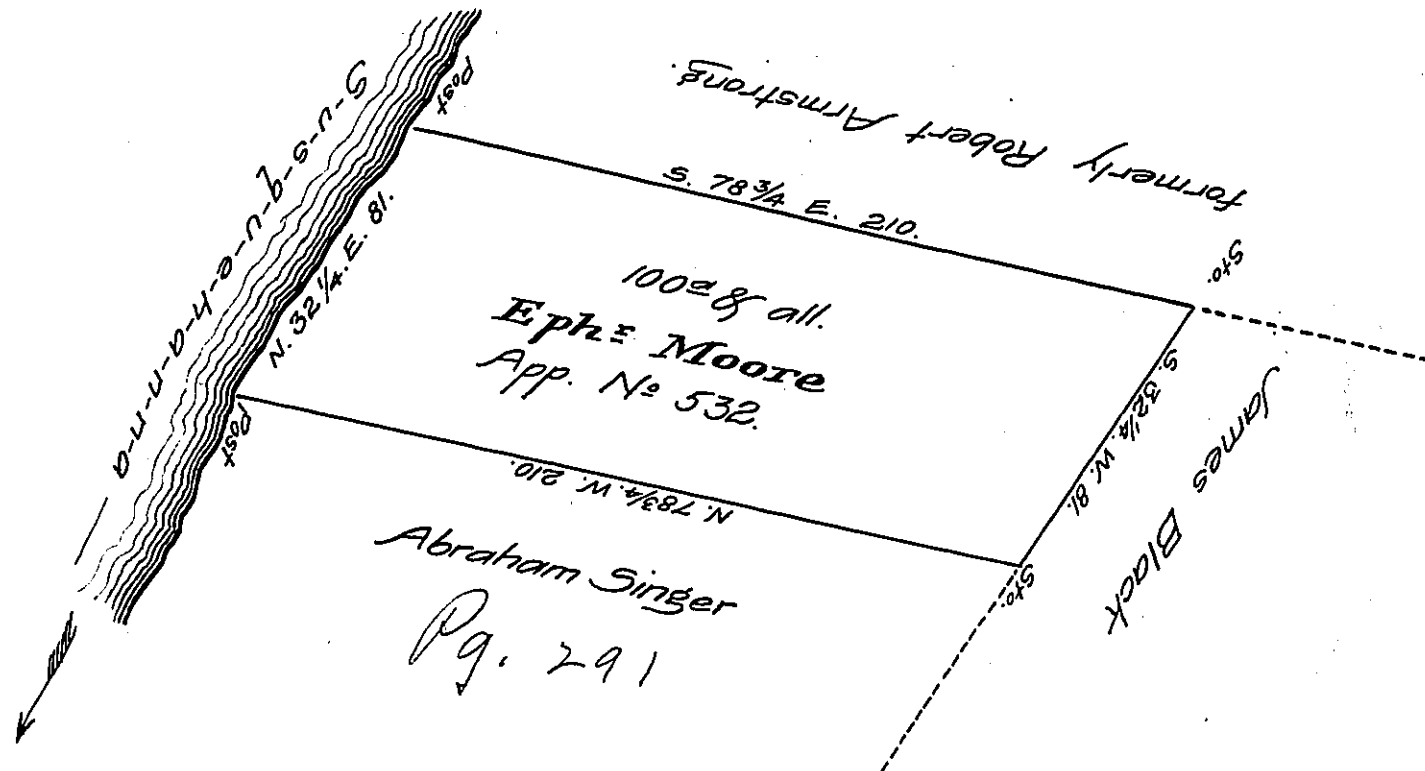 S-u-s-q-u-e-h-a-n-n-a
Post
formerly Robert Armstrong.
S. 78¾ E. 210.
N. 32¼. E. 81.
Sto.
100ª & all.
Ephᵐ Moore
App. Nº 532.
S. 32¼. W. 81.
James Black
Post
N. 78¾. W. 210.
Sto.
Abraham Singer
Pg. 291